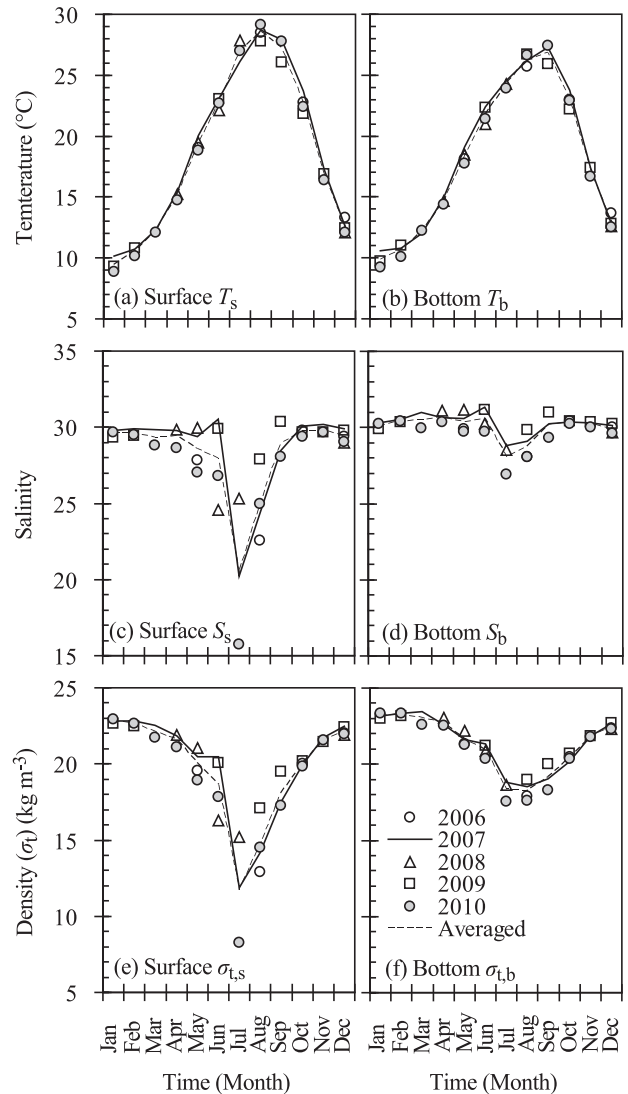 30
25
20
15
10
5
Temterature (°C)
(a) Surface Ts
(b) Bottom Tb
35
30
25
20
15
Salinity
(c) Surface Ss
(d) Bottom Sb
25
20
15
10
5
Density (σt) (kg m-3)
(e) Surface σt,s
2006
2007
2008
2009
2010
Averaged
(f) Bottom σt,b
Jan Feb Mar Apr May Jun Jul Aug Sep Oct Nov Dec
Jan Feb Mar Apr May Jun Jul Aug Sep Oct Nov Dec
Time (Month)
Time (Month)